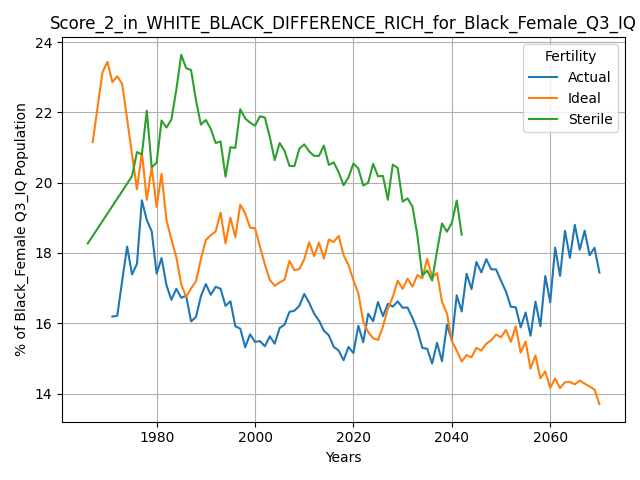 Score_2_in_WHITE_BLACK_DIFFERENCE_RICH_for_Black_Female_Q3_IQ
Fertility
Actual
Ideal
Sterile
% of Black_Female Q3_IQ Population
24
22
20
18
16
14
1980
2000
2020
2040
2060
Years